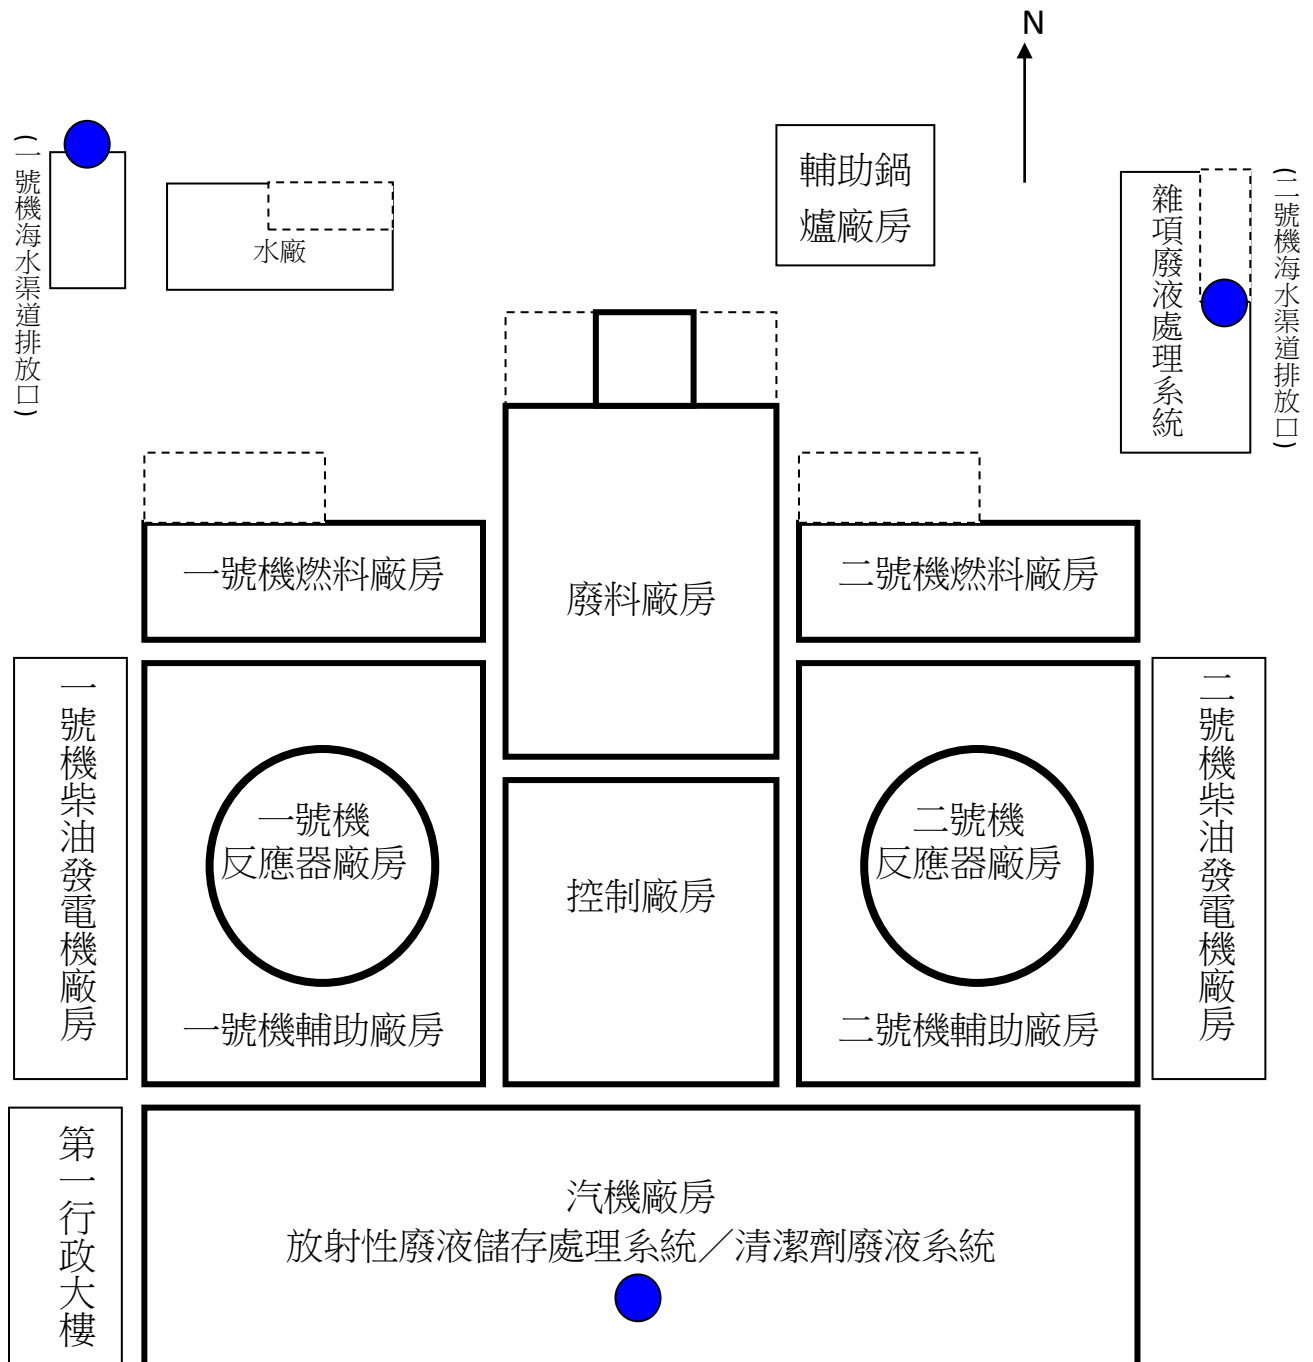 N
(一號機海水渠道排放口)
水廠
輔助鍋
爐廠房
雜項廢液處理系統
(二號機海水渠道排放口)
一號機燃料廠房
廢料廠房
二號機燃料廠房
一號機柴油發電機廠房
一號機
反應器廠房
一號機輔助廠房
控制廠房
二號機
反應器廠房
二號機輔助廠房
二號機柴油發電機廠房
第一行政大樓
汽機廠房
放射性廢液儲存處理系統／清潔劑廢液系統